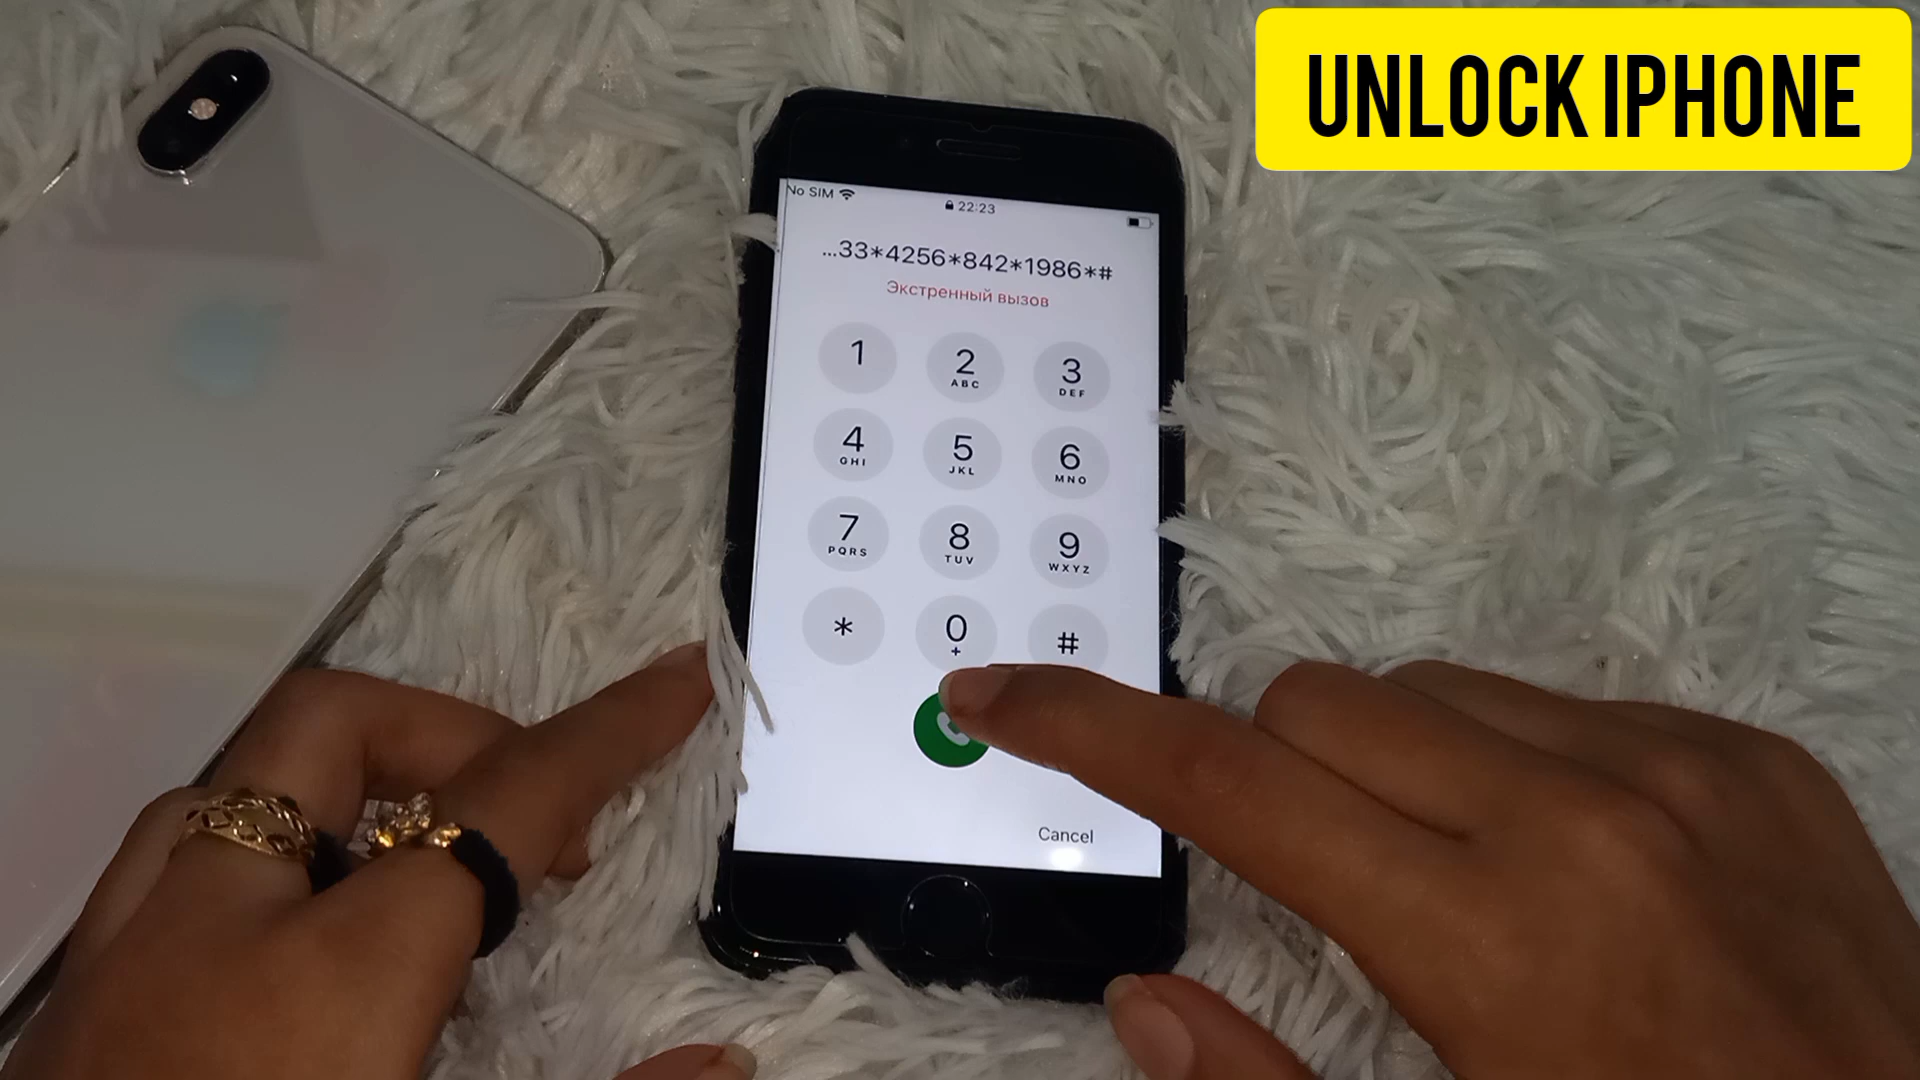 UNLOCK IPHONE
No SIM
22:23
...33*4256*842*1986*#
Экстренный вызов
1
2
ABC
3
DEF
4
GHI
5
JKL
6
MNO
7
PQRS
8
TUV
9
WXYZ
*
0
+
#
Cancel